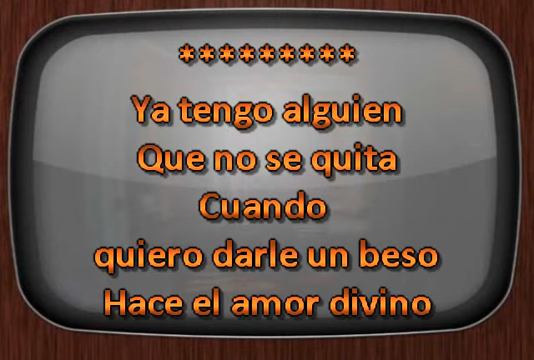 *********
Ya tengo alguien
Que no se quita
Cuando
quiero darle un beso
Hace el amor divino